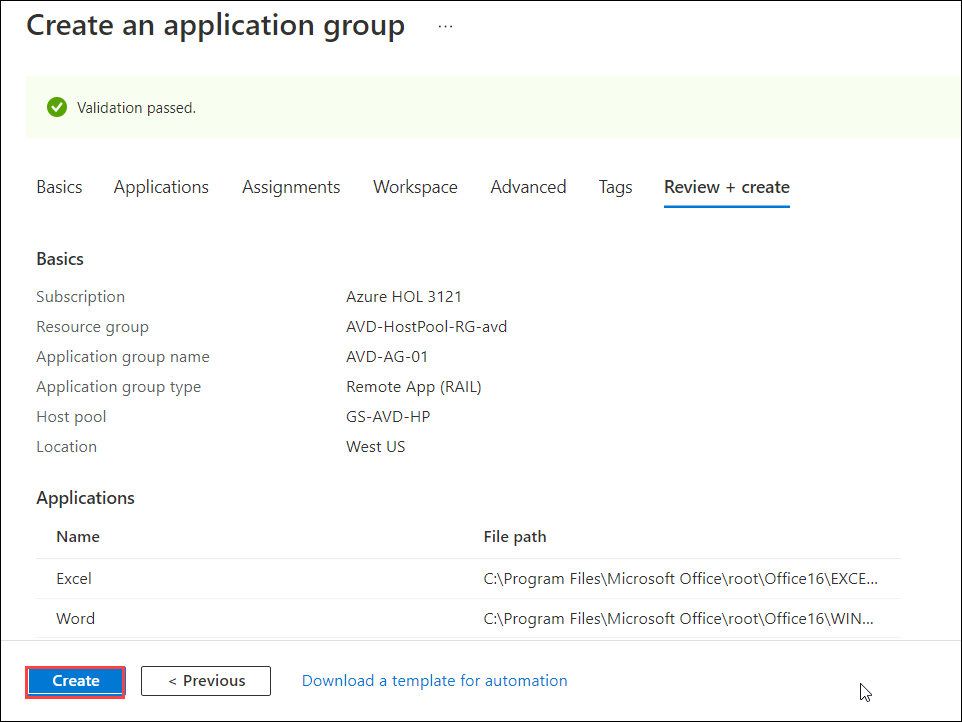 Create an application group ...
Validation passed.
Basics Applications Assignments Workspace Advanced Tags Review + create
Basics
Subscription Azure HOL 3121
Resource group AVD-HostPool-RG-avd
Application group name AVD-AG-01
Application group type Remote App (RAIL)
Host pool GS-AVD-HP
Location West US
Applications
Name File path
Excel C:\Program Files\Microsoft Office\root\Office16\EXCE...
Word C:\Program Files\Microsoft Office\root\Office16\WIN...
Create < Previous Download a template for automation